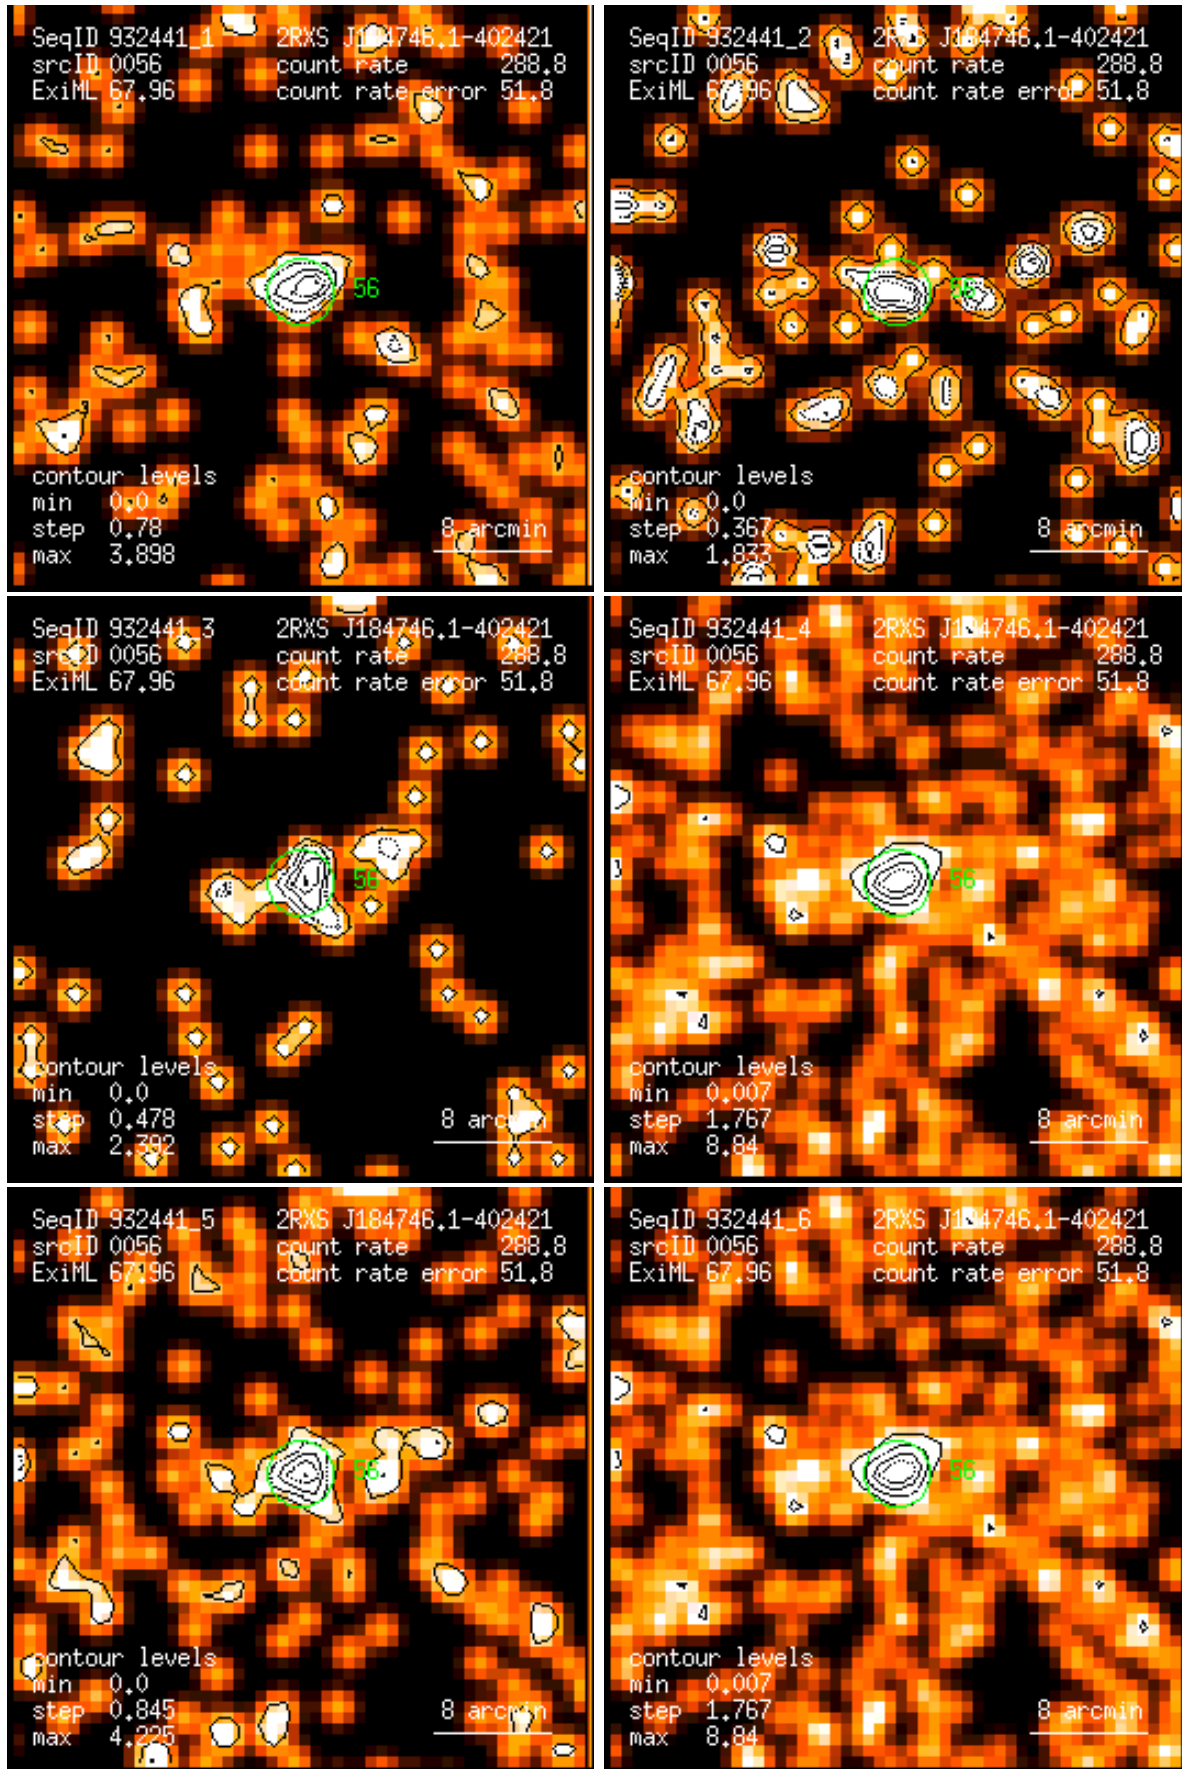 SeqID 932441_1 2RXS J184746.1-402421
srcID 0056 count rate 288.8
ExiML 67.96 count rate error 51.8
56
contour levels
min 0.0
step 0.78
max 3.898
8 arcmin
SeqID 932441_2 2RXS J184746.1-402421
srcID 0056 count rate 288.8
ExiML 67.96 count rate error 51.8
56
contour levels
min 0.0
step 0.367
max 1.833
8 arcmin
SeqID 932441_3 2RXS J184746.1-402421
srcID 0056 count rate 288.8
ExiML 67.96 count rate error 51.8
56
contour levels
min 0.0
step 0.478
max 2.392
8 arcmin
SeqID 932441_4 2RXS J184746.1-402421
srcID 0056 count rate 288.8
ExiML 67.96 count rate error 51.8
56
contour levels
min 0.007
step 1.767
max 8.84
8 arcmin
SeqID 932441_5 2RXS J184746.1-402421
srcID 0056 count rate 288.8
ExiML 67.96 count rate error 51.8
56
contour levels
min 0.0
step 0.845
max 4.225
8 arcmin
SeqID 932441_6 2RXS J184746.1-402421
srcID 0056 count rate 288.8
ExiML 67.96 count rate error 51.8
56
contour levels
min 0.007
step 1.767
max 8.84
8 arcmin